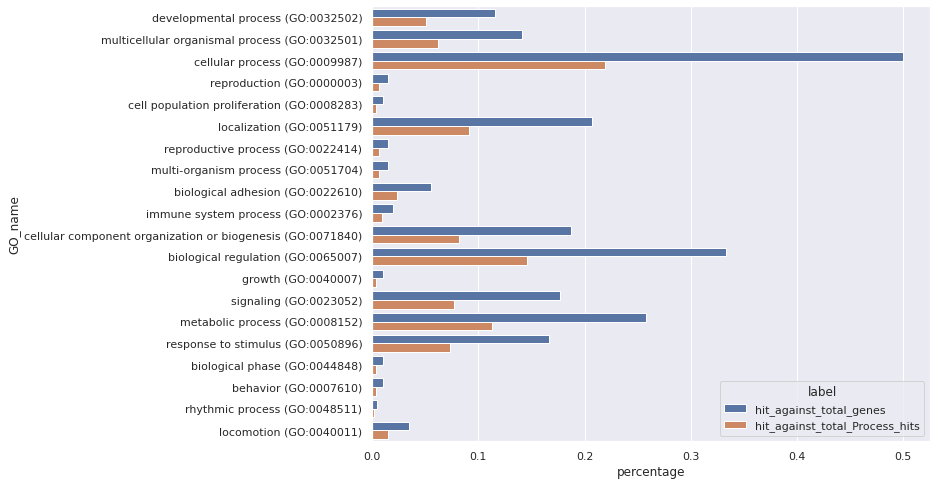 developmental process (GO:0032502)
multicellular organismal process (GO:0032501)
cellular process (GO:0009987)
reproduction (GO:0000003)
cell population proliferation (GO:0008283)
localization (GO:0051179)
reproductive process (GO:0022414)
multi-organism process (GO:0051704)
biological adhesion (GO:0022610)
immune system process (GO:0002376)
cellular component organization or biogenesis (GO:0071840)
biological regulation (GO:0065007)
growth (GO:0040007)
signaling (GO:0023052)
metabolic process (GO:0008152)
response to stimulus (GO:0050896)
biological phase (GO:0044848)
behavior (GO:0007610)
rhythmic process (GO:0048511)
locomotion (GO:0040011)
GO_name
label
hit_against_total_genes
hit_against_total_Process_hits
0.0 0.1 0.2 0.3 0.4 0.5
percentage